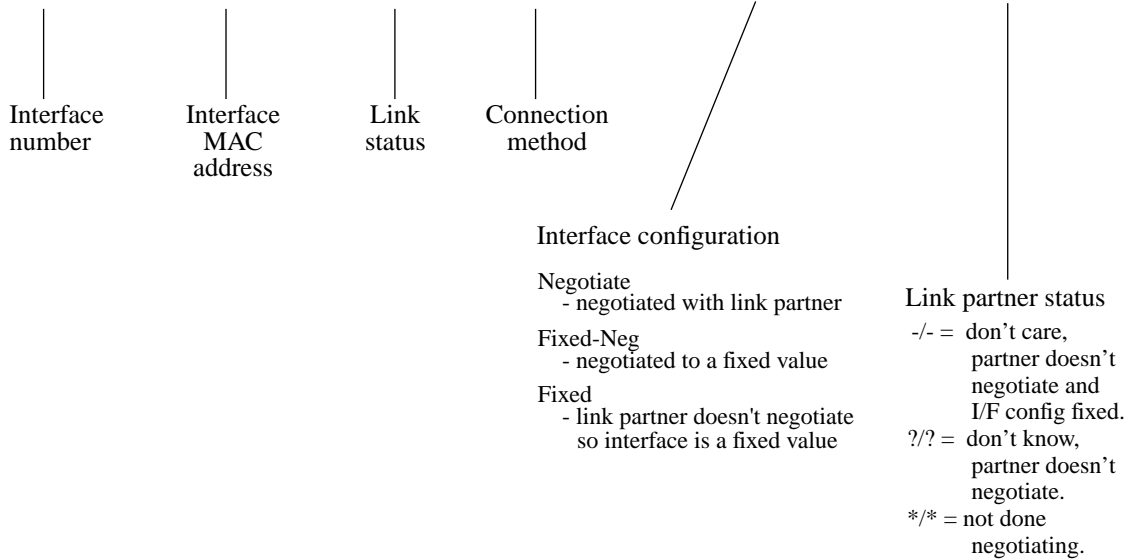 Interface
number
Interface
MAC
address
Link
status
Connection
method
Interface configuration
Negotiate
- negotiated with link partner
Fixed-Neg
- negotiated to a fixed value
Fixed
- link partner doesn't negotiate
so interface is a fixed value
Link partner status
-/- = don’t care,
partner doesn’t
negotiate and
I/F config fixed.
?/? = don’t know,
partner doesn’t
negotiate.
*/* = not done
negotiating.